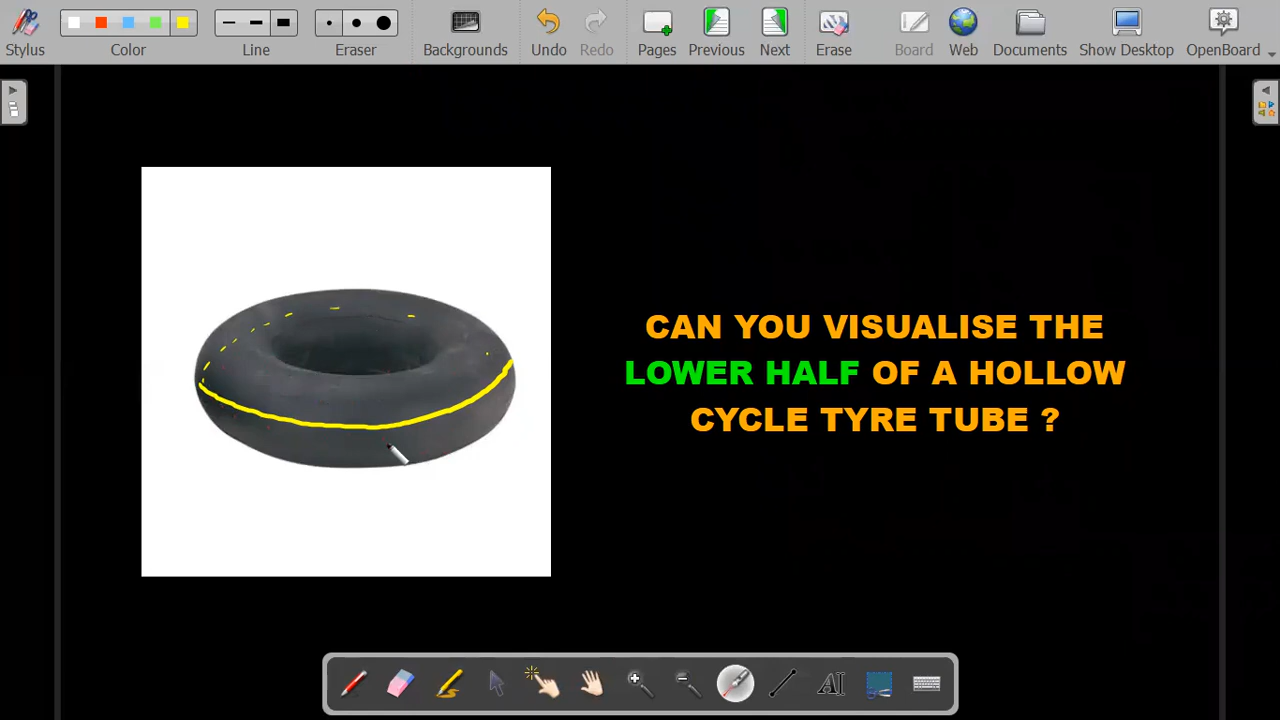 Stylus
Color
Line
Eraser
Backgrounds
Undo
Redo
Pages
Previous
Next
Erase
Board
Web
Documents
Show Desktop
OpenBoard
CAN YOU VISUALISE THE
LOWER HALF OF A HOLLOW
CYCLE TYRE TUBE ?
AI